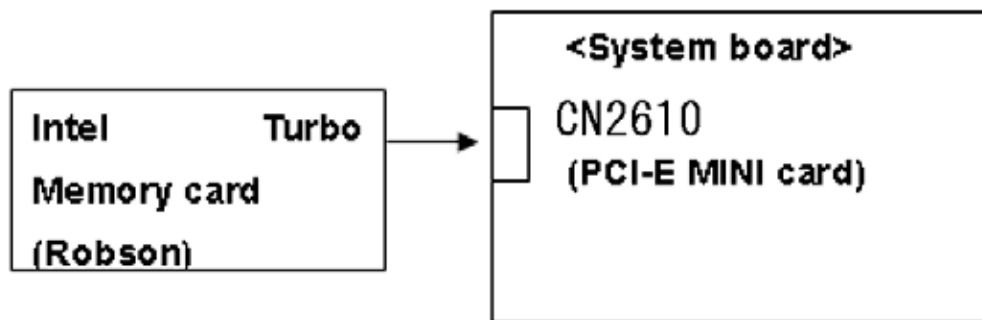 <System board>
CN2610
(PCI-E MINI card)
Intel Turbo
Memory card
(Robson)